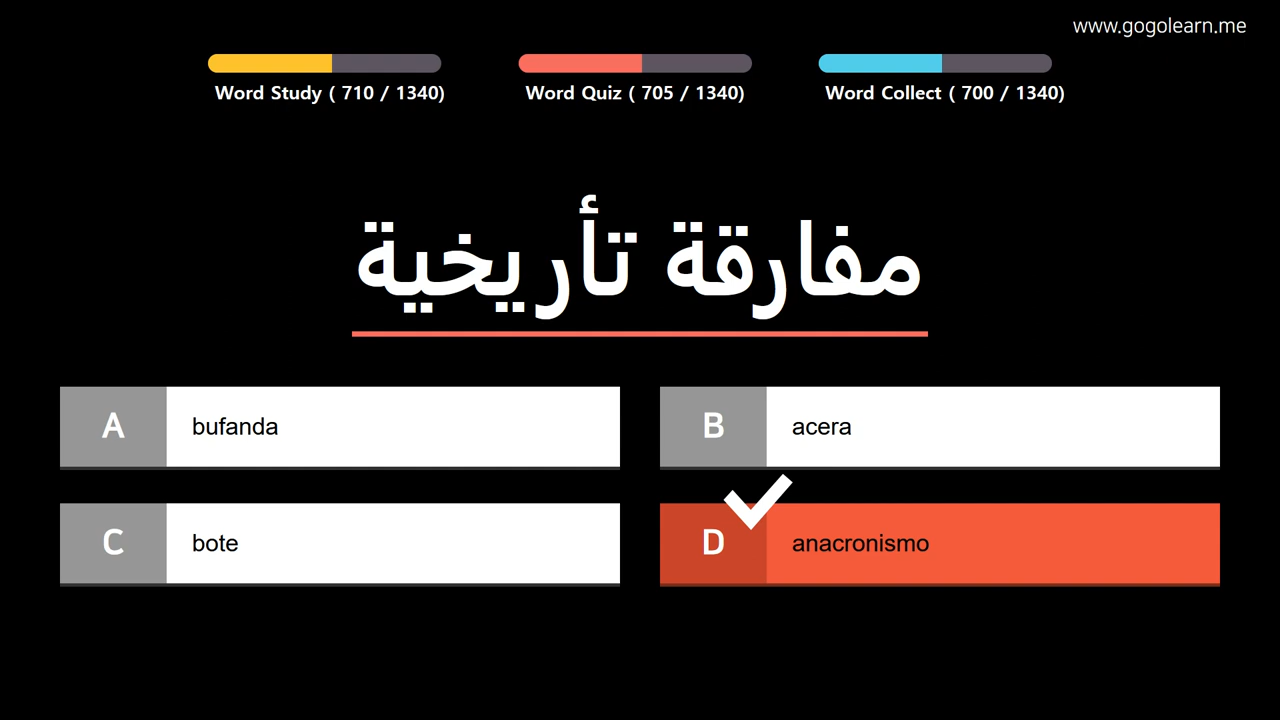 www.gogolearn.me
Word Study ( 710 / 1340)
Word Quiz ( 705 / 1340)
Word Collect ( 700 / 1340)
مفارقة تأريخية
A
bufanda
B
acera
C
bote
D
anacronismo